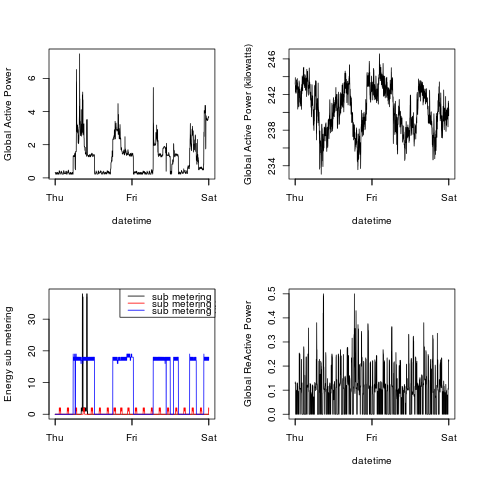 Global Active Power
0 2 4 6
Thu Fri Sat
datetime
Global Active Power (kilowatts)
234 238 242 246
Thu Fri Sat
datetime
Energy sub metering
0 10 20 30
sub metering
sub metering
sub metering
Thu Fri Sat
Global ReActive Power
0.0 0.1 0.2 0.3 0.4 0.5
Thu Fri Sat
datetime